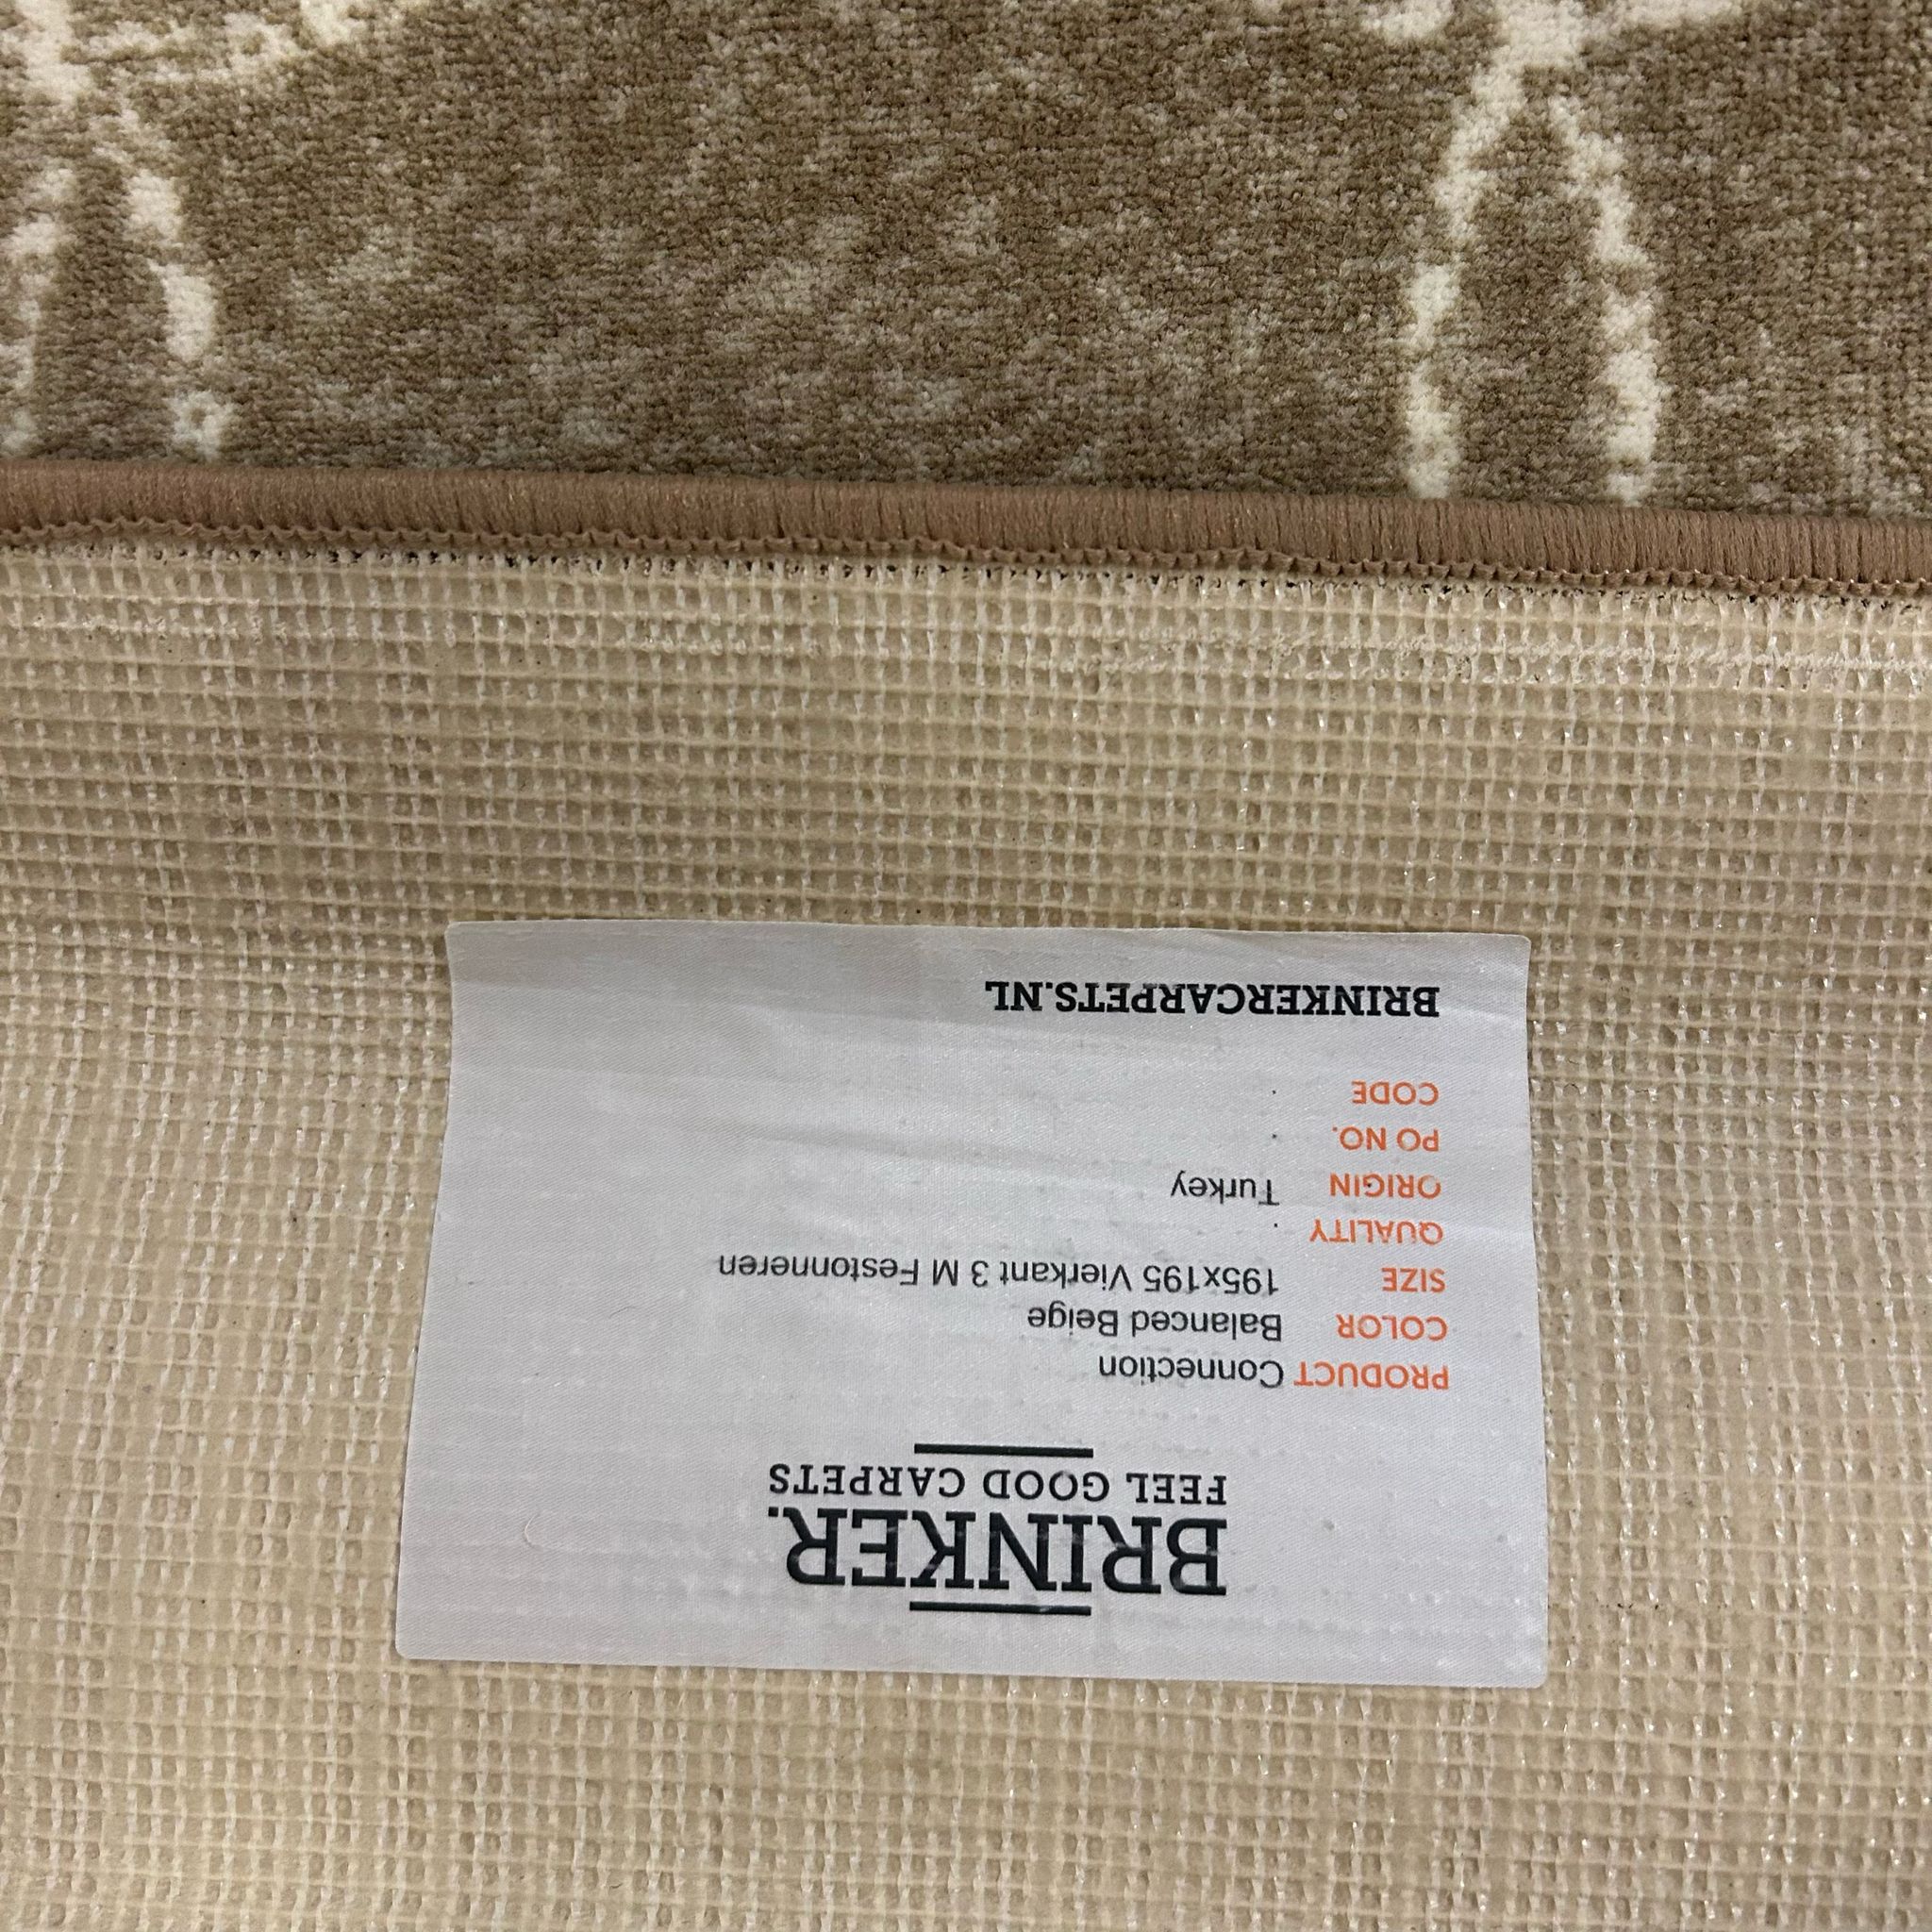 BRINKER.
FEEL GOOD CARPETS
PRODUCT Connection
COLOR Balanced Beige
SIZE 195x195 Vierkant 3 M Festonneren
QUALITY .
ORIGIN Turkey
PO NO. .
CODE .
BRINKERCARPETS.NL